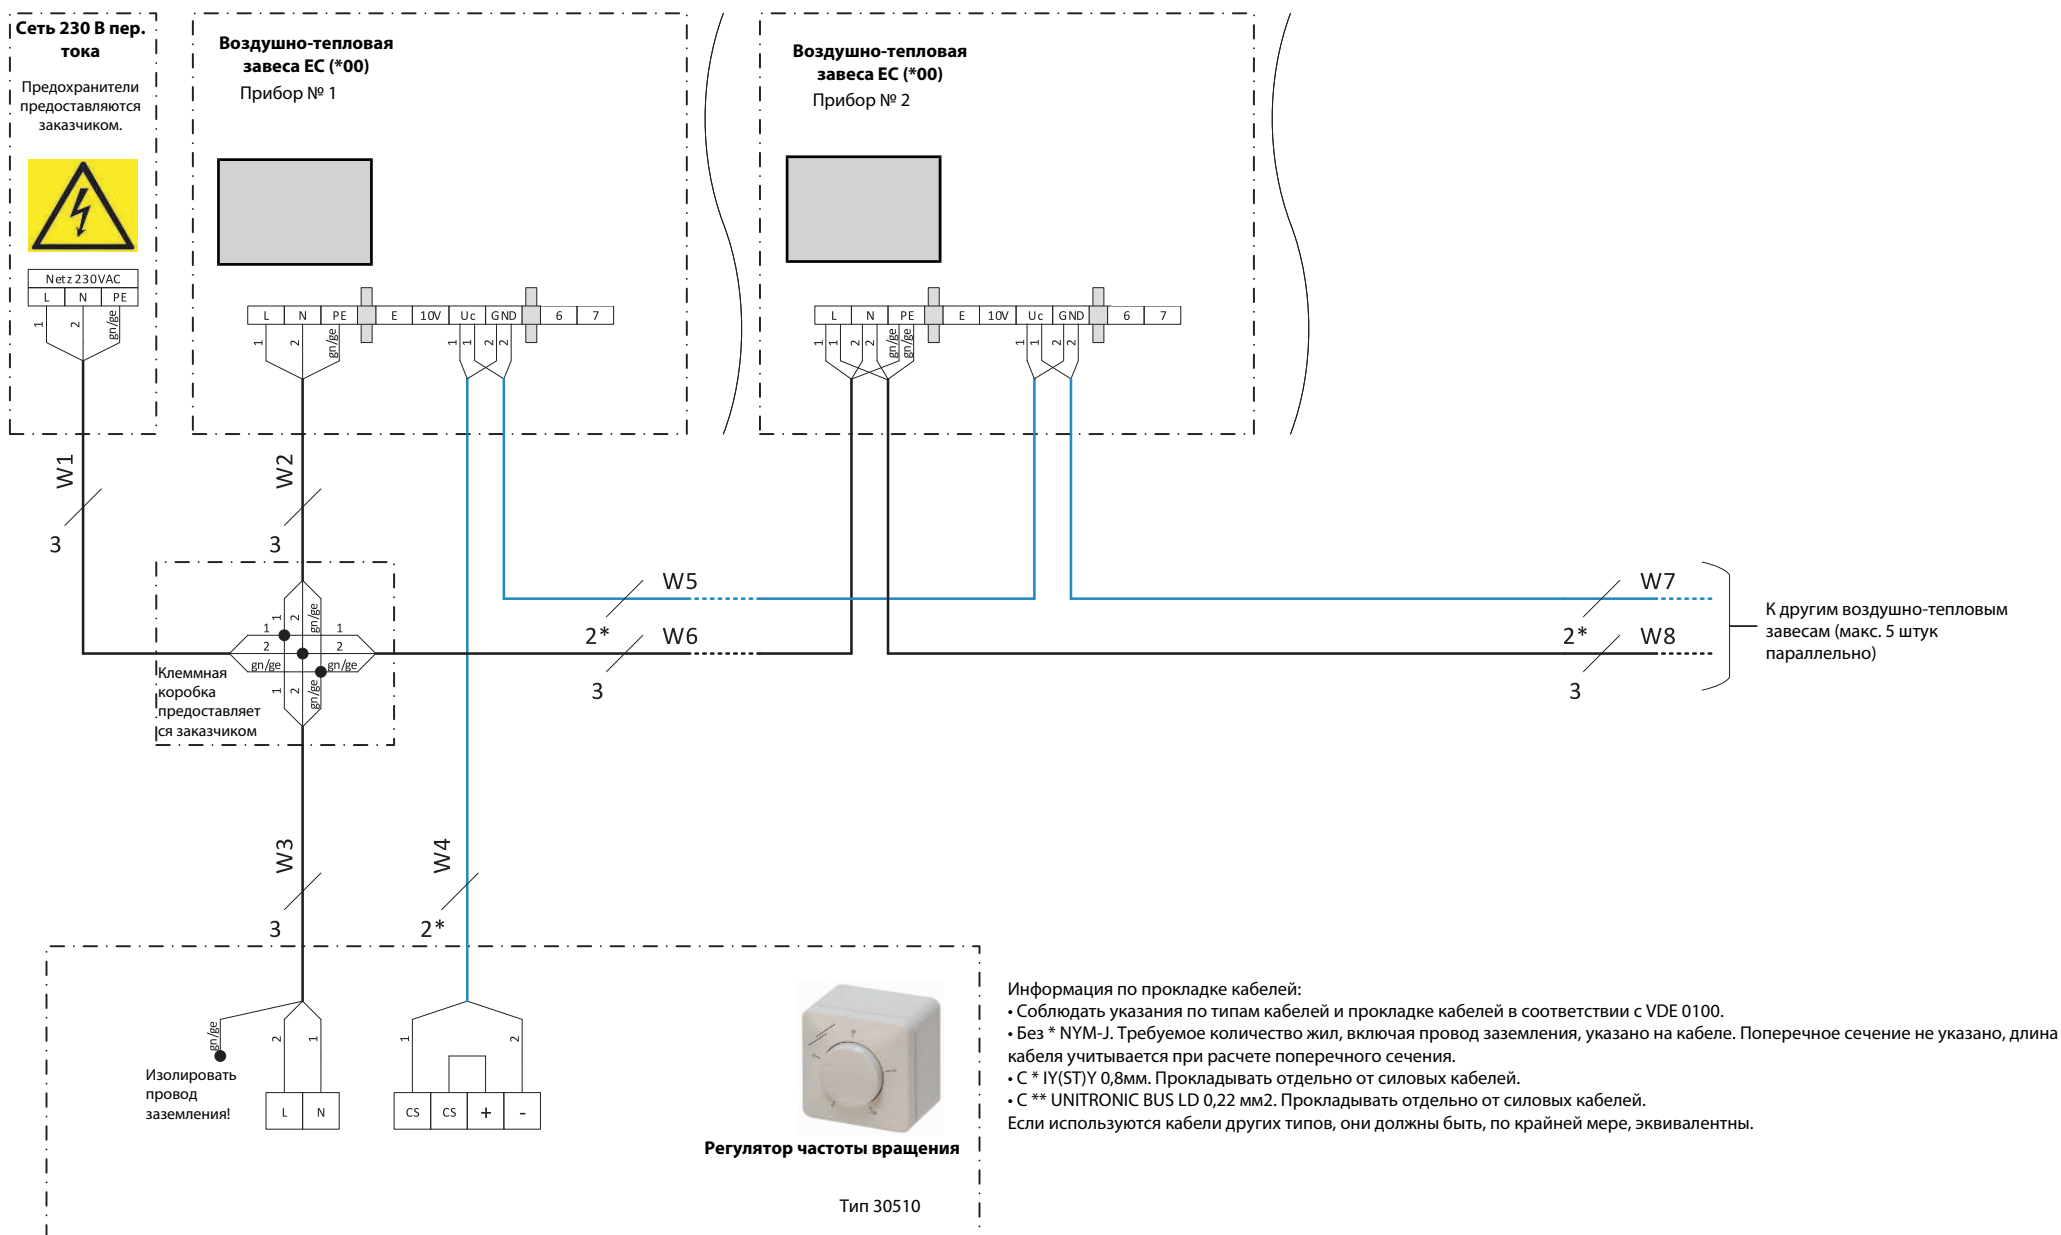 Сеть 230 В пер.
тока
Предохранители
предоставляются
заказчиком.
Netz 230VAC
L N PE
1 2 gn/ge
Воздушно-тепловая
завеса EC (*00)
Прибор № 1
L N PE E 10V Uc GND 6 7
1 2 gn/ge 1 1 2 2
Воздушно-тепловая
завеса EC (*00)
Прибор № 2
L N PE E 10V Uc GND 6 7
1 1 2 2 gn/ge gn/ge 1 1 2 2
W1
3
W2
3
W5
2*
W6
3
W7
2*
W8
3
К другим воздушно-тепловым
завесам (макс. 5 штук
параллельно)
1 2 gn/ge
1 1
2 2
gn/ge gn/ge
1 2 gn/ge
Клеммная
коробка
предоставляет
ся заказчиком
W3
3
W4
2*
gn/ge 2 1
1 2
Изолировать
провод
заземления!
L N
CS CS + -
Регулятор частоты вращения
Тип 30510
Информация по прокладке кабелей:
• Соблюдать указания по типам кабелей и прокладке кабелей в соответствии с VDE 0100.
• Без * NYM-J. Требуемое количество жил, включая провод заземления, указано на кабеле. Поперечное сечение не указано, длина
кабеля учитывается при расчете поперечного сечения.
• С * IY(ST)Y 0,8мм. Прокладывать отдельно от силовых кабелей.
• С ** UNITRONIC BUS LD 0,22 мм2. Прокладывать отдельно от силовых кабелей.
Если используются кабели других типов, они должны быть, по крайней мере, эквивалентны.